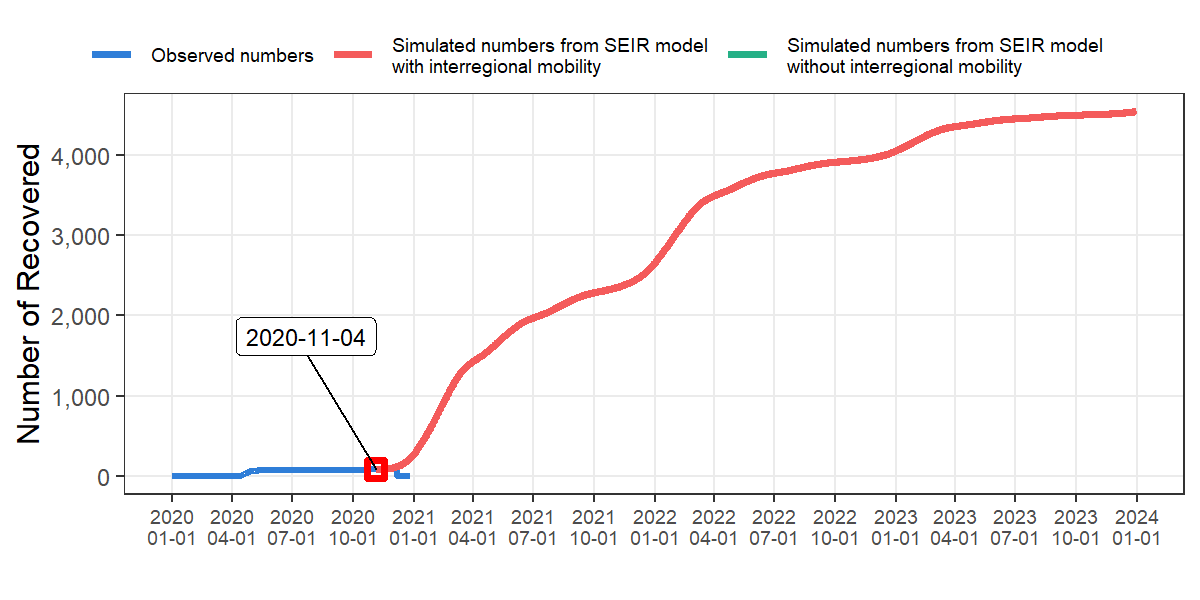 Observed numbers
Simulated numbers from SEIR model
with interregional mobility
Simulated numbers from SEIR model
without interregional mobility
Number of Recovered
4,000
3,000
2,000
1,000
0
2020-11-04
2020 2020 2020 2020 2021 2021 2021 2021 2022 2022 2022 2022 2023 2023 2023 2023 2024
01-01 04-01 07-01 10-01 01-01 04-01 07-01 10-01 01-01 04-01 07-01 10-01 01-01 04-01 07-01 10-01 01-01